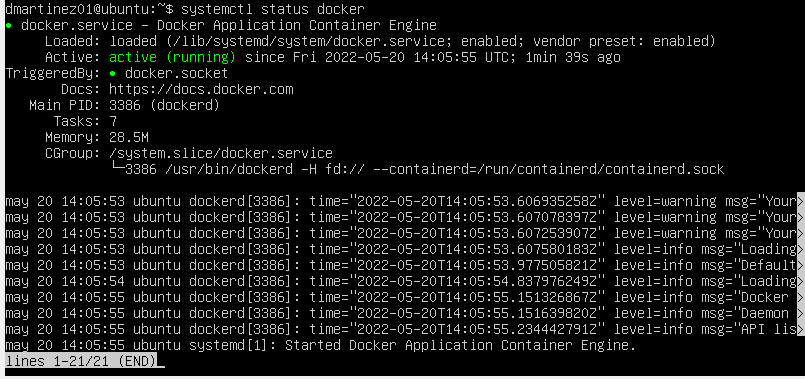 dmartinez01@ubuntu:~$ systemctl status docker
● docker.service - Docker Application Container Engine
     Loaded: loaded (/lib/systemd/system/docker.service; enabled; vendor preset: enabled)
     Active: active (running) since Fri 2022-05-20 14:05:55 UTC; 1min 39s ago
TriggeredBy: ● docker.socket
       Docs: https://docs.docker.com
   Main PID: 3386 (dockerd)
      Tasks: 7
     Memory: 28.5M
     CGroup: /system.slice/docker.service
             └─3386 /usr/bin/dockerd -H fd:// --containerd=/run/containerd/containerd.sock
may 20 14:05:53 ubuntu dockerd[3386]: time="2022-05-20T14:05:53.606935258Z" level=warning msg="Your>
may 20 14:05:53 ubuntu dockerd[3386]: time="2022-05-20T14:05:53.607078397Z" level=warning msg="Your>
may 20 14:05:53 ubuntu dockerd[3386]: time="2022-05-20T14:05:53.607253907Z" level=warning msg="Your>
may 20 14:05:53 ubuntu dockerd[3386]: time="2022-05-20T14:05:53.607580183Z" level=info msg="Loading>
may 20 14:05:53 ubuntu dockerd[3386]: time="2022-05-20T14:05:53.977505821Z" level=info msg="Default>
may 20 14:05:54 ubuntu dockerd[3386]: time="2022-05-20T14:05:54.837976249Z" level=info msg="Loading>
may 20 14:05:55 ubuntu dockerd[3386]: time="2022-05-20T14:05:55.151326867Z" level=info msg="Docker >
may 20 14:05:55 ubuntu dockerd[3386]: time="2022-05-20T14:05:55.151639820Z" level=info msg="Daemon >
may 20 14:05:55 ubuntu dockerd[3386]: time="2022-05-20T14:05:55.234442791Z" level=info msg="API lis>
may 20 14:05:55 ubuntu systemd[1]: Started Docker Application Container Engine.
lines 1-21/21 (END)